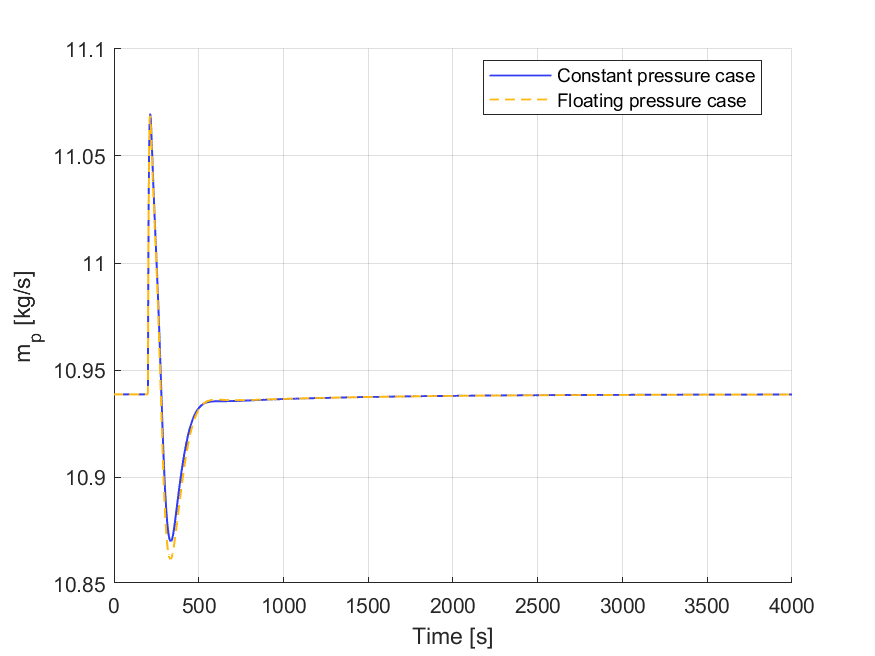 11.1
11.05
11
10.95
10.9
10.85
m_p [kg/s]
Constant pressure case
Floating pressure case
0 500 1000 1500 2000 2500 3000 3500 4000
Time [s]